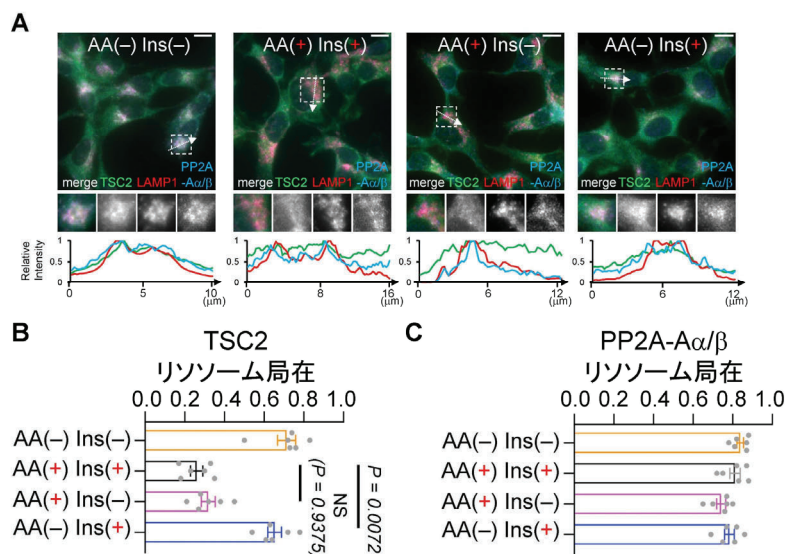 A
AA(–) Ins(–)
AA(+) Ins(+)
AA(+) Ins(–)
AA(–) Ins(+)
PP2A
merge TSC2 LAMP1 -Aα/β
PP2A
merge TSC2 LAMP1 -Aα/β
PP2A
merge TSC2 LAMP1 -Aα/β
PP2A
merge TSC2 LAMP1 -Aα/β
Relative
Intensity
1
0.5
0
0 5 10
(μm)
1
0.5
0
0 8 16
(μm)
1
0.5
0
0 6 12
(μm)
1
0.5
0
0 6 12
(μm)
B
TSC2
リソソーム局在
0.0 0.2 0.4 0.6 0.8 1.0
AA(–) Ins(–)
AA(+) Ins(+)
AA(+) Ins(–)
AA(–) Ins(+)
NS
(P = 0.9375)
P = 0.0072
C
PP2A-Aα/β
リソソーム局在
0.0 0.2 0.4 0.6 0.8 1.0
AA(–) Ins(–)
AA(+) Ins(+)
AA(+) Ins(–)
AA(–) Ins(+)